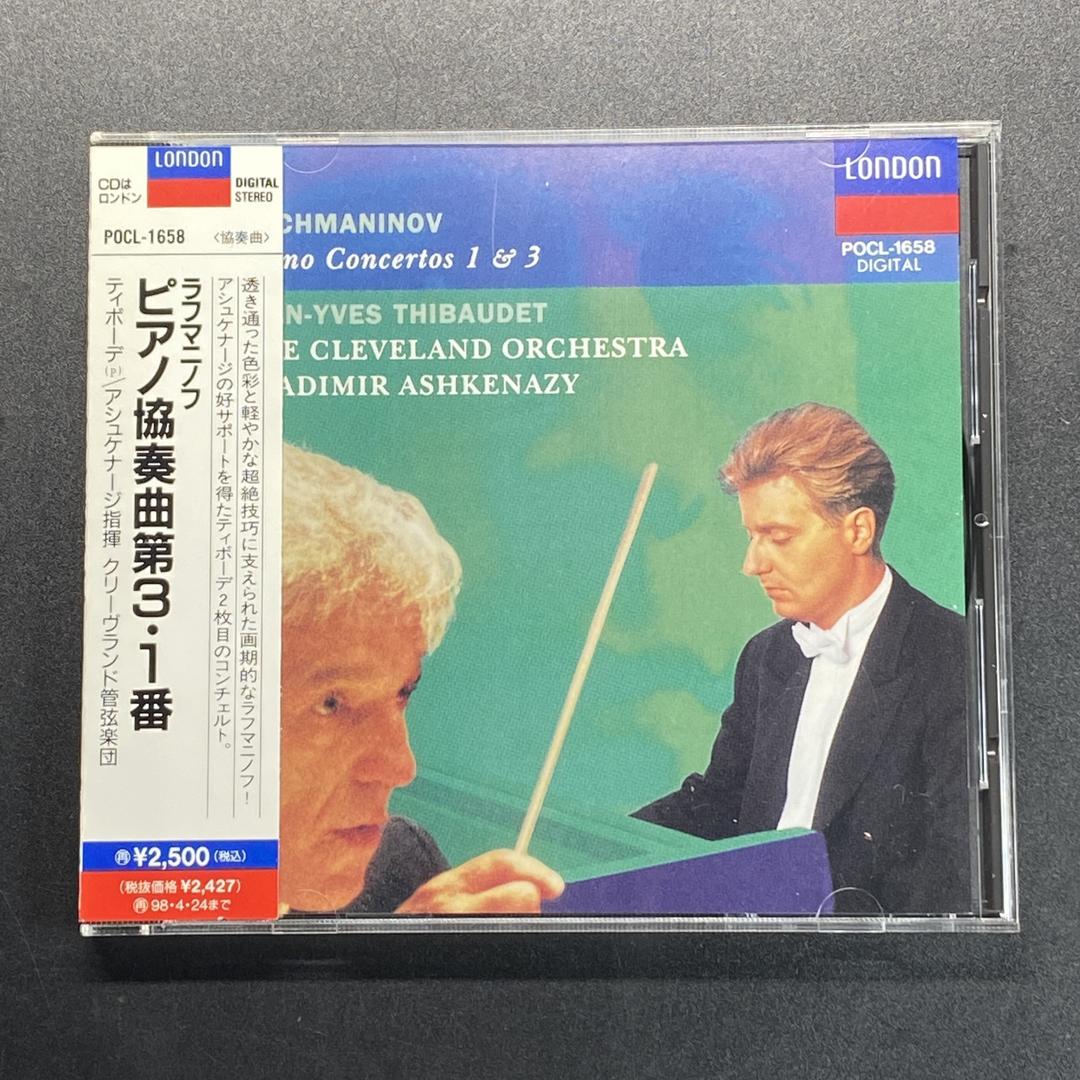 LONDON
CDは
ロンドン
DIGITAL
STEREO
POCL-1658
〈協奏曲〉
透き通った色彩と軽やかな超絶技巧に支えられた画期的なラフマニノフ!
アシュケナージの好サポートを得たティボーデ2枚目のコンチェルト。
ラフマニノフ
ピアノ協奏曲第3・1番
ティボーデ(p)/アシュケナージ指揮 クリーヴランド管弦楽団
再 ¥2,500(税込)
(税抜価格 ¥2,427)
再 98・4・24まで
CHMANINOV
no Concertos 1 & 3
N-YVES THIBAUDET
E CLEVELAND ORCHESTRA
ADIMIR ASHKENAZY
LONDON
POCL-1658
DIGITAL